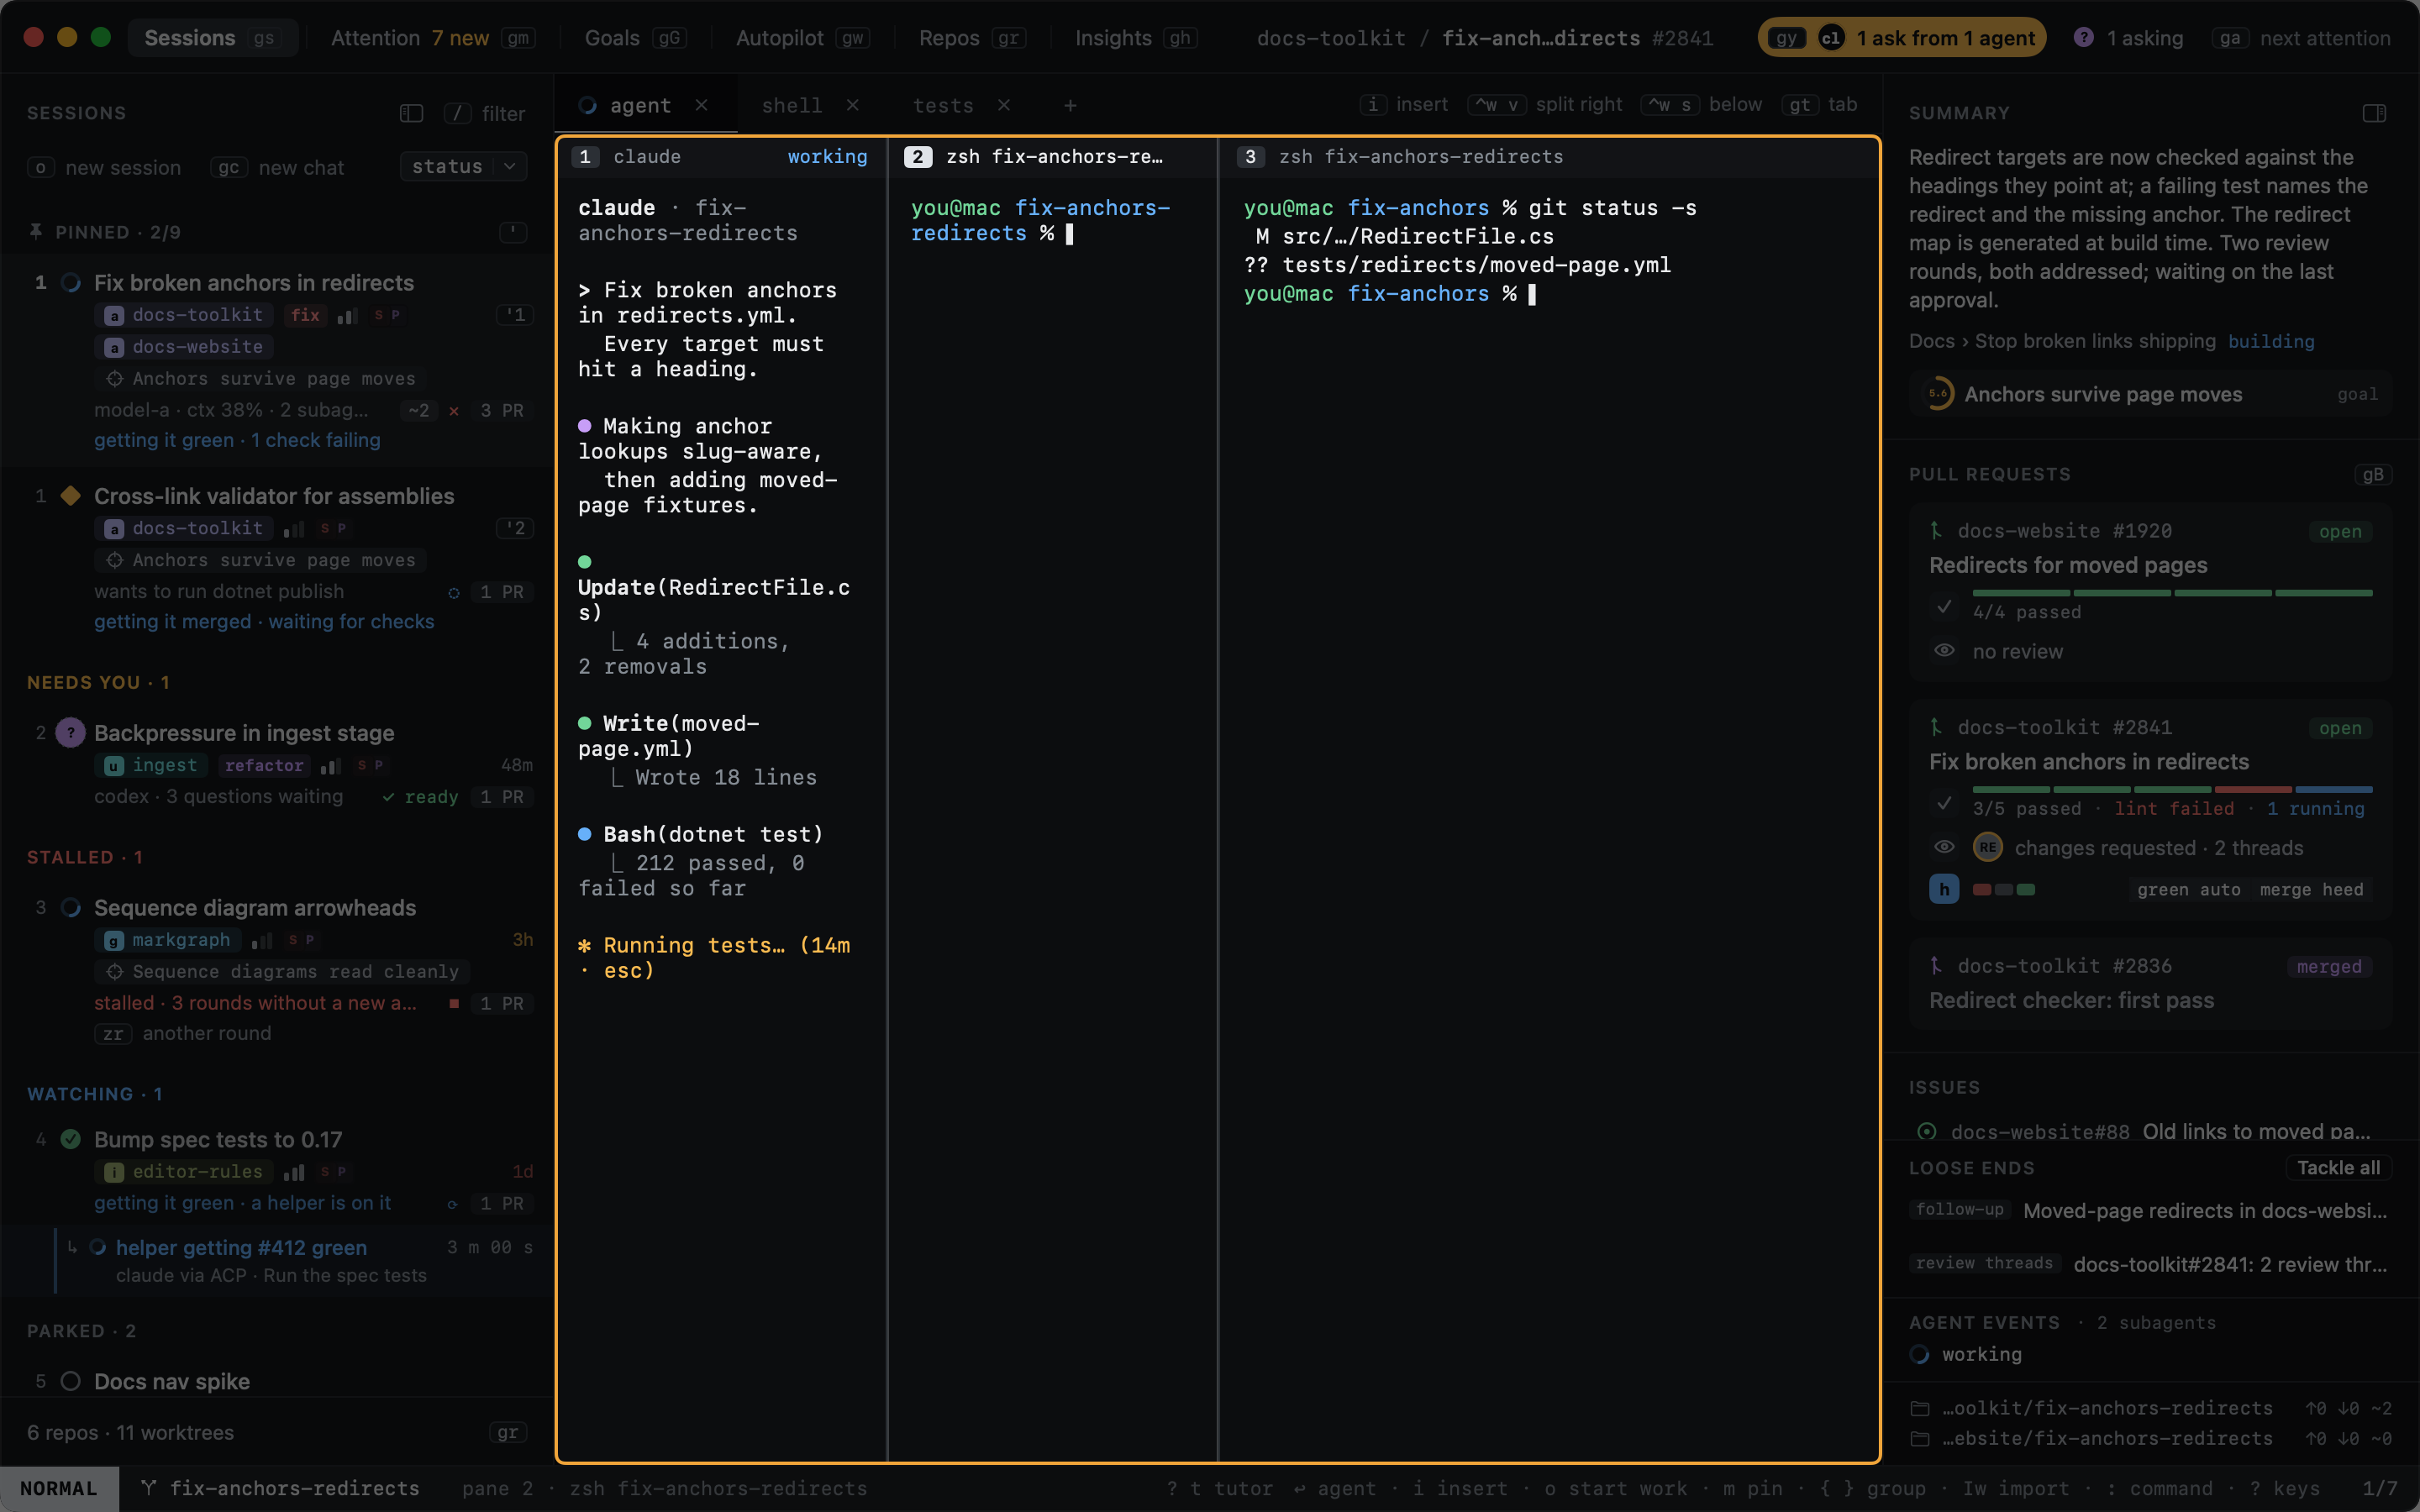 Sessions gs Attention 7 new gm Goals gG Autopilot gw Repos gr Insights gh docs-toolkit / fix-anch…directs #2841 gy cl 1 ask from 1 agent ? 1 asking ga next attention
SESSIONS / filter
o new session gc new chat status
PINNED · 2/9 '
1 Fix broken anchors in redirects
a docs-toolkit fix S P '1
a docs-website
Anchors survive page moves
model-a · ctx 38% · 2 subag… ~2 × 3 PR
getting it green · 1 check failing
1 Cross-link validator for assemblies
a docs-toolkit S P '2
Anchors survive page moves
wants to run dotnet publish 1 PR
getting it merged · waiting for checks
NEEDS YOU · 1
2 ? Backpressure in ingest stage
u ingest refactor S P 48m
codex · 3 questions waiting ✓ ready 1 PR
STALLED · 1
3 Sequence diagram arrowheads
g markgraph S P 3h
Sequence diagrams read cleanly
stalled · 3 rounds without a new a… 1 PR
zr another round
WATCHING · 1
4 Bump spec tests to 0.17
i editor-rules S P 1d
getting it green · a helper is on it 1 PR
↳ helper getting #412 green 3 m 00 s
claude via ACP · Run the spec tests
PARKED · 2
5 Docs nav spike
6 repos · 11 worktrees gr
agent × shell × tests × + i insert ^w v split right ^w s below gt tab
1 claude working
claude · fix-
anchors-redirects
> Fix broken anchors
in redirects.yml.
Every target must
hit a heading.
● Making anchor
lookups slug-aware,
then adding moved-
page fixtures.
●
Update(RedirectFile.c
s)
⎿ 4 additions,
2 removals
● Write(moved-
page.yml)
⎿ Wrote 18 lines
● Bash(dotnet test)
⎿ 212 passed, 0
failed so far
✻ Running tests… (14m
· esc)
2 zsh fix-anchors-re…
you@mac fix-anchors-
redirects %
3 zsh fix-anchors-redirects
you@mac fix-anchors % git status -s
M src/…/RedirectFile.cs
?? tests/redirects/moved-page.yml
you@mac fix-anchors %
SUMMARY
Redirect targets are now checked against the
headings they point at; a failing test names the
redirect and the missing anchor. The redirect
map is generated at build time. Two review
rounds, both addressed; waiting on the last
approval.
Docs › Stop broken links shipping building
5.6 Anchors survive page moves goal
PULL REQUESTS gB
docs-website #1920 open
Redirects for moved pages
4/4 passed
no review
docs-toolkit #2841 open
Fix broken anchors in redirects
3/5 passed · lint failed · 1 running
RE changes requested · 2 threads
h green auto merge heed
docs-toolkit #2836 merged
Redirect checker: first pass
ISSUES
docs-website#88 Old links to moved pa…
LOOSE ENDS Tackle all
follow-up Moved-page redirects in docs-websi…
review threads docs-toolkit#2841: 2 review thr…
AGENT EVENTS · 2 subagents
working
…oolkit/fix-anchors-redirects ↑0 ↓0 ~2
…ebsite/fix-anchors-redirects ↑0 ↓0 ~0
NORMAL fix-anchors-redirects pane 2 · zsh fix-anchors-redirects ? t tutor ↩ agent · i insert · o start work · m pin · { } group · Iw import · : command · ? keys 1/7